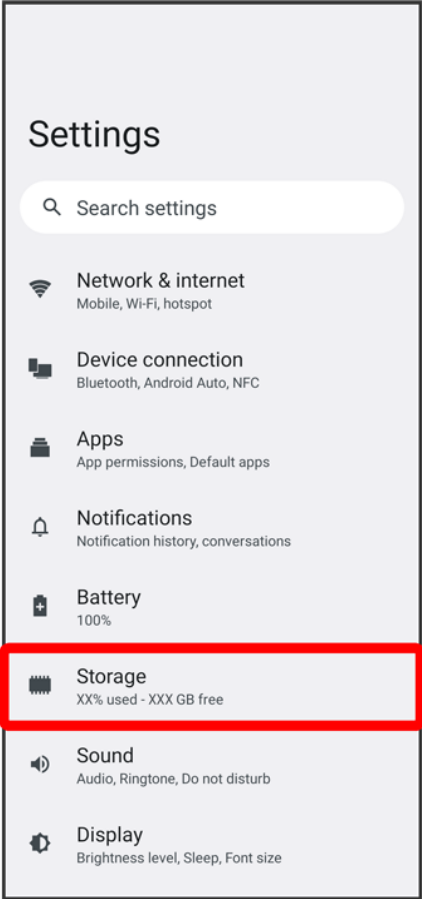 Settings
Search settings
Network & internet
Mobile, Wi-Fi, hotspot
Device connection
Bluetooth, Android Auto, NFC
Apps
App permissions, Default apps
Notifications
Notification history, conversations
Battery
100%
Storage
XX% used - XXX GB free
Sound
Audio, Ringtone, Do not disturb
Display
Brightness level, Sleep, Font size